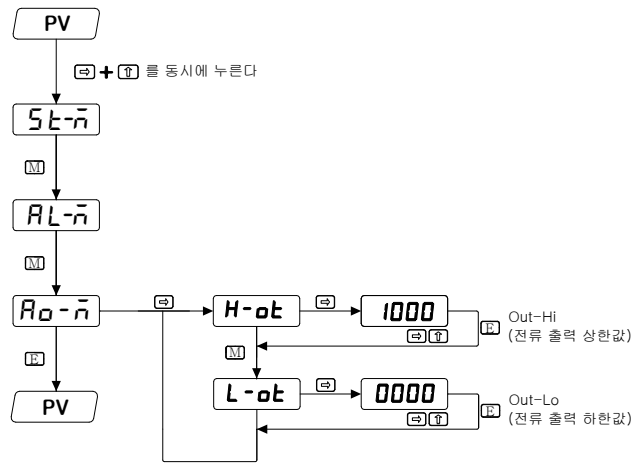 PV
⇨ + ⇧ 를 동시에 누른다
St-n̄
M
AL-n̄
M
Ao-n̄
⇨
H-ot
⇨
1000
⇨ ⇧
E
Out-Hi
(전류 출력 상한값)
M
L-ot
⇨
0000
⇨ ⇧
E
Out-Lo
(전류 출력 하한값)
E
PV